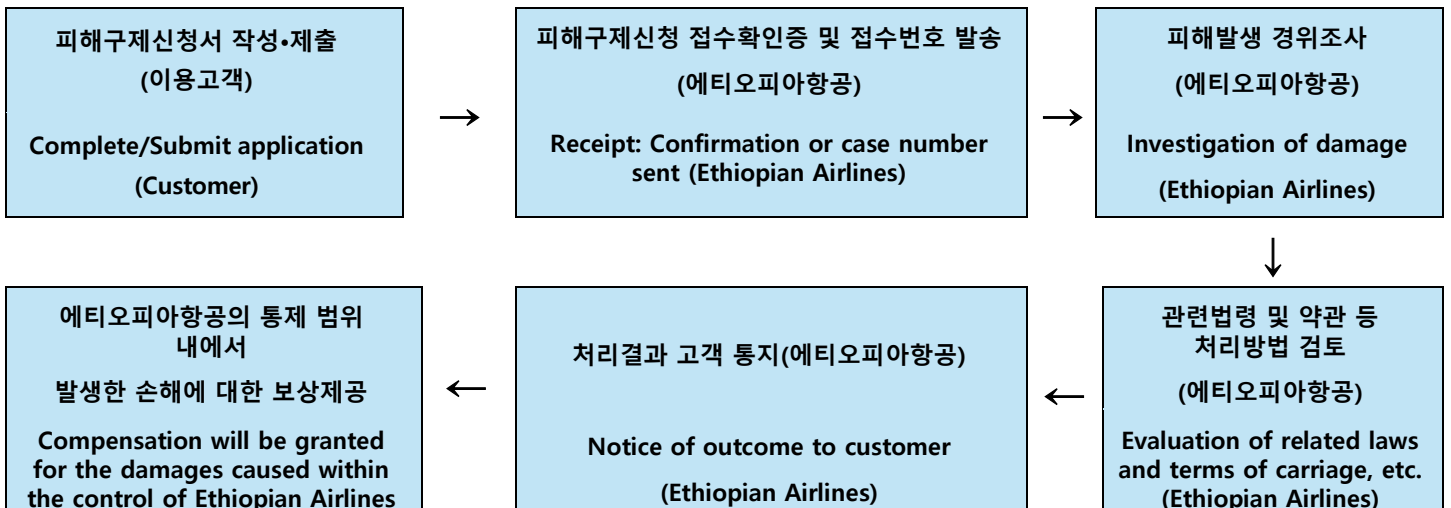 피해구제신청서 작성•제출
(이용고객)
Complete/Submit application
(Customer)
→
피해구제신청 접수확인증 및 접수번호 발송
(에티오피아항공)
Receipt: Confirmation or case number
sent (Ethiopian Airlines)
→
피해발생 경위조사
(에티오피아항공)
Investigation of damage
(Ethiopian Airlines)
↓
관련법령 및 약관 등
처리방법 검토
(에티오피아항공)
Evaluation of related laws
and terms of carriage, etc.
(Ethiopian Airlines)
←
처리결과 고객 통지(에티오피아항공)
Notice of outcome to customer
(Ethiopian Airlines)
←
에티오피아항공의 통제 범위
내에서
발생한 손해에 대한 보상제공
Compensation will be granted
for the damages caused within
the control of Ethiopian Airlines